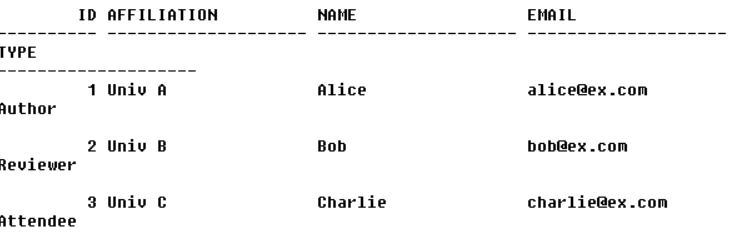 ID AFFILIATION NAME EMAIL
---------- -------------------- -------------------- --------------------
TYPE
--------------------
1 Univ A Alice alice@ex.com
Author
2 Univ B Bob bob@ex.com
Reviewer
3 Univ C Charlie charlie@ex.com
Attendee